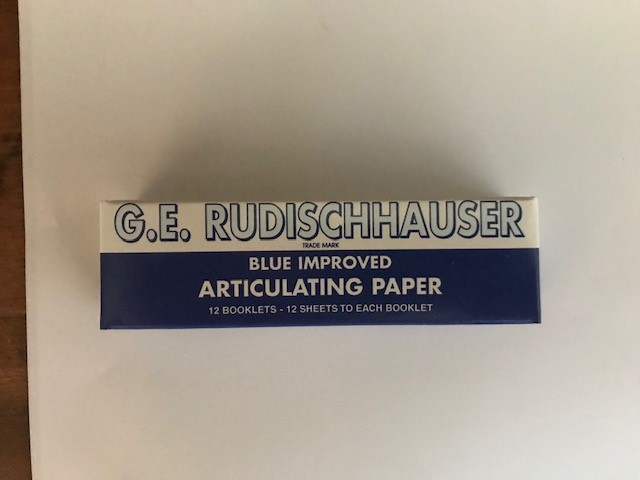 G.E. RUDISCHHAUSER
TRADE MARK
BLUE IMPROVED
ARTICULATING PAPER
12 BOOKLETS - 12 SHEETS TO EACH BOOKLET